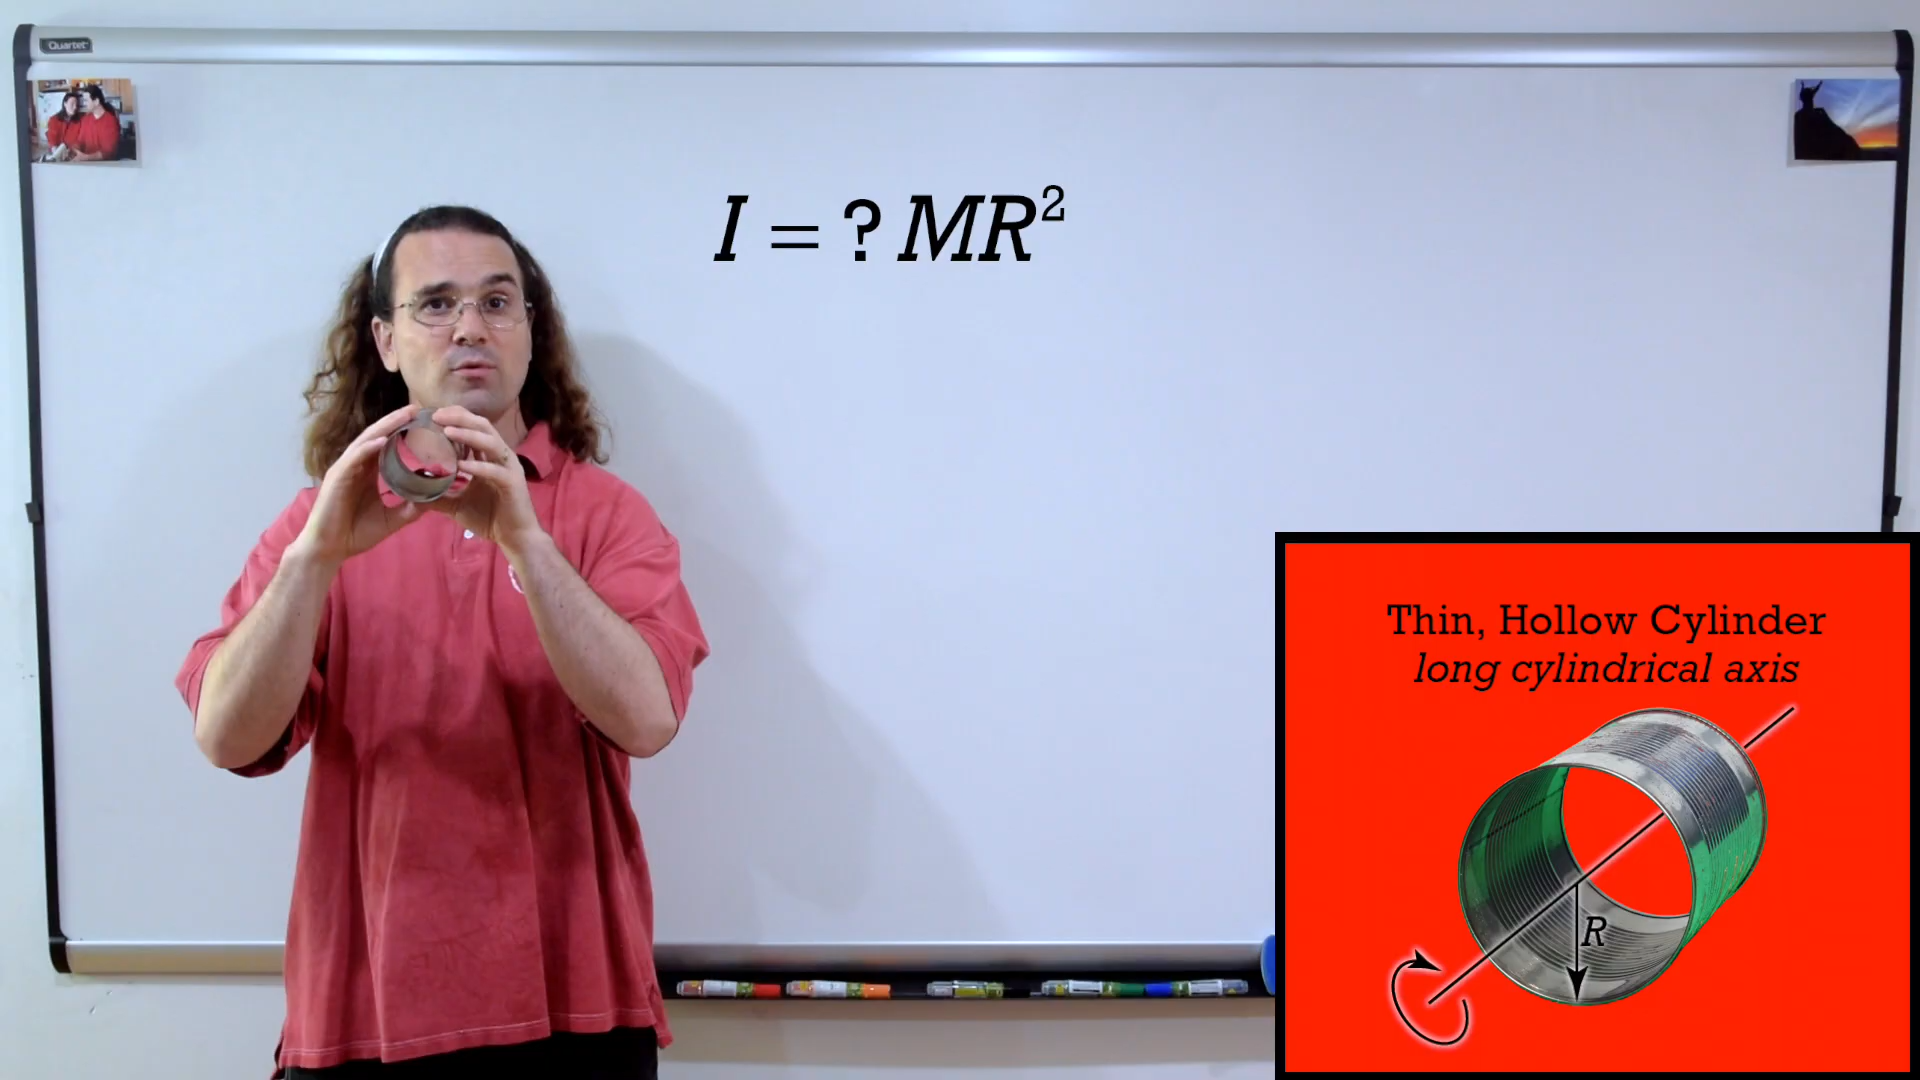 Quartet
I = ? MR²
Thin, Hollow Cylinder
long cylindrical axis
R